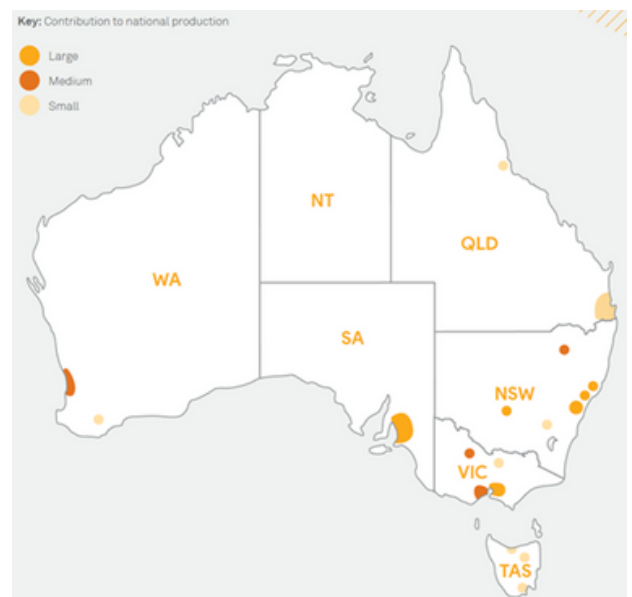 Key: Contribution to national production
Large
Medium
Small
NT
QLD
WA
SA
NSW
VIC
TAS